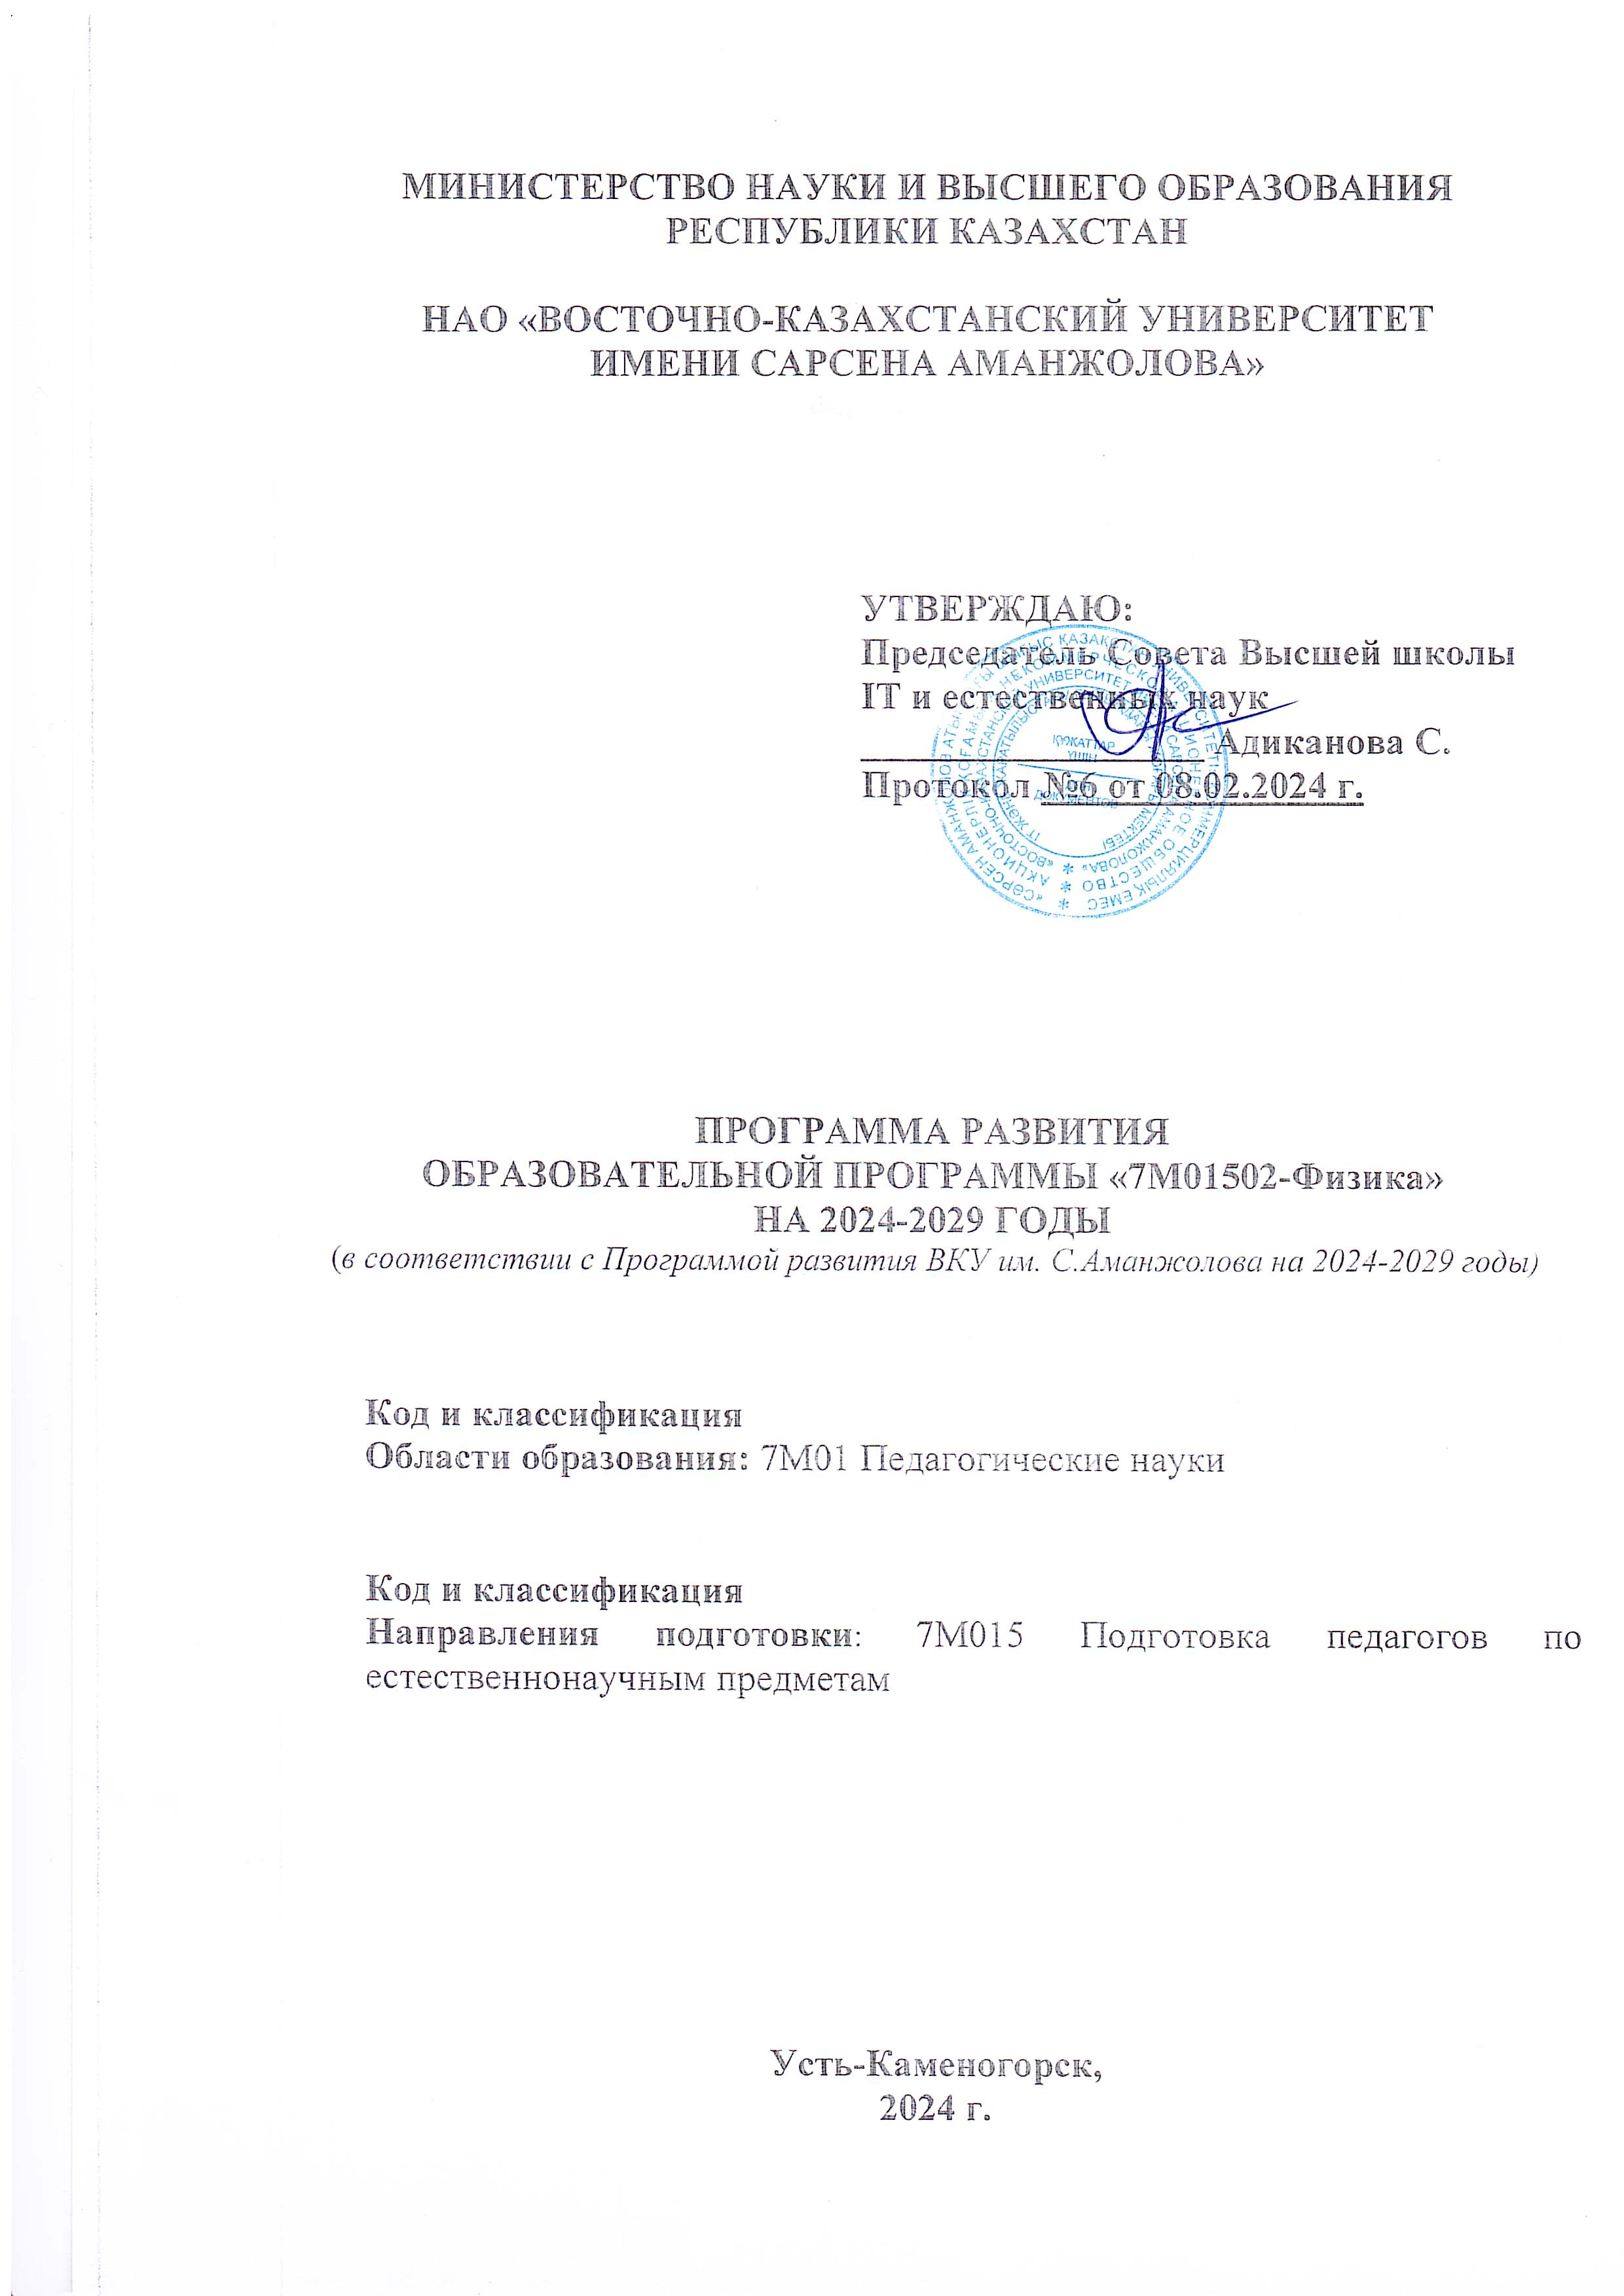 МИНИСТЕРСТВО НАУКИ И ВЫСШЕГО ОБРАЗОВАНИЯ
РЕСПУБЛИКИ КАЗАХСТАН
НАО «ВОСТОЧНО-КАЗАХСТАНСКИЙ УНИВЕРСИТЕТ
ИМЕНИ САРСЕНА АМАНЖОЛОВА»
УТВЕРЖДАЮ:
Председатель Совета Высшей школы
IT и естественных наук
Адиканова С.
Протокол №6 от 08.02.2024 г.
ПРОГРАММА РАЗВИТИЯ
ОБРАЗОВАТЕЛЬНОЙ ПРОГРАММЫ «7М01502-Физика»
НА 2024-2029 ГОДЫ
(в соответствии с Программой развития ВКУ им. С.Аманжолова на 2024-2029 годы)
Код и классификация
Области образования: 7М01 Педагогические науки
Код и классификация
Направления подготовки: 7М015 Подготовка педагогов по
естественнонаучным предметам
Усть-Каменогорск,
2024 г.